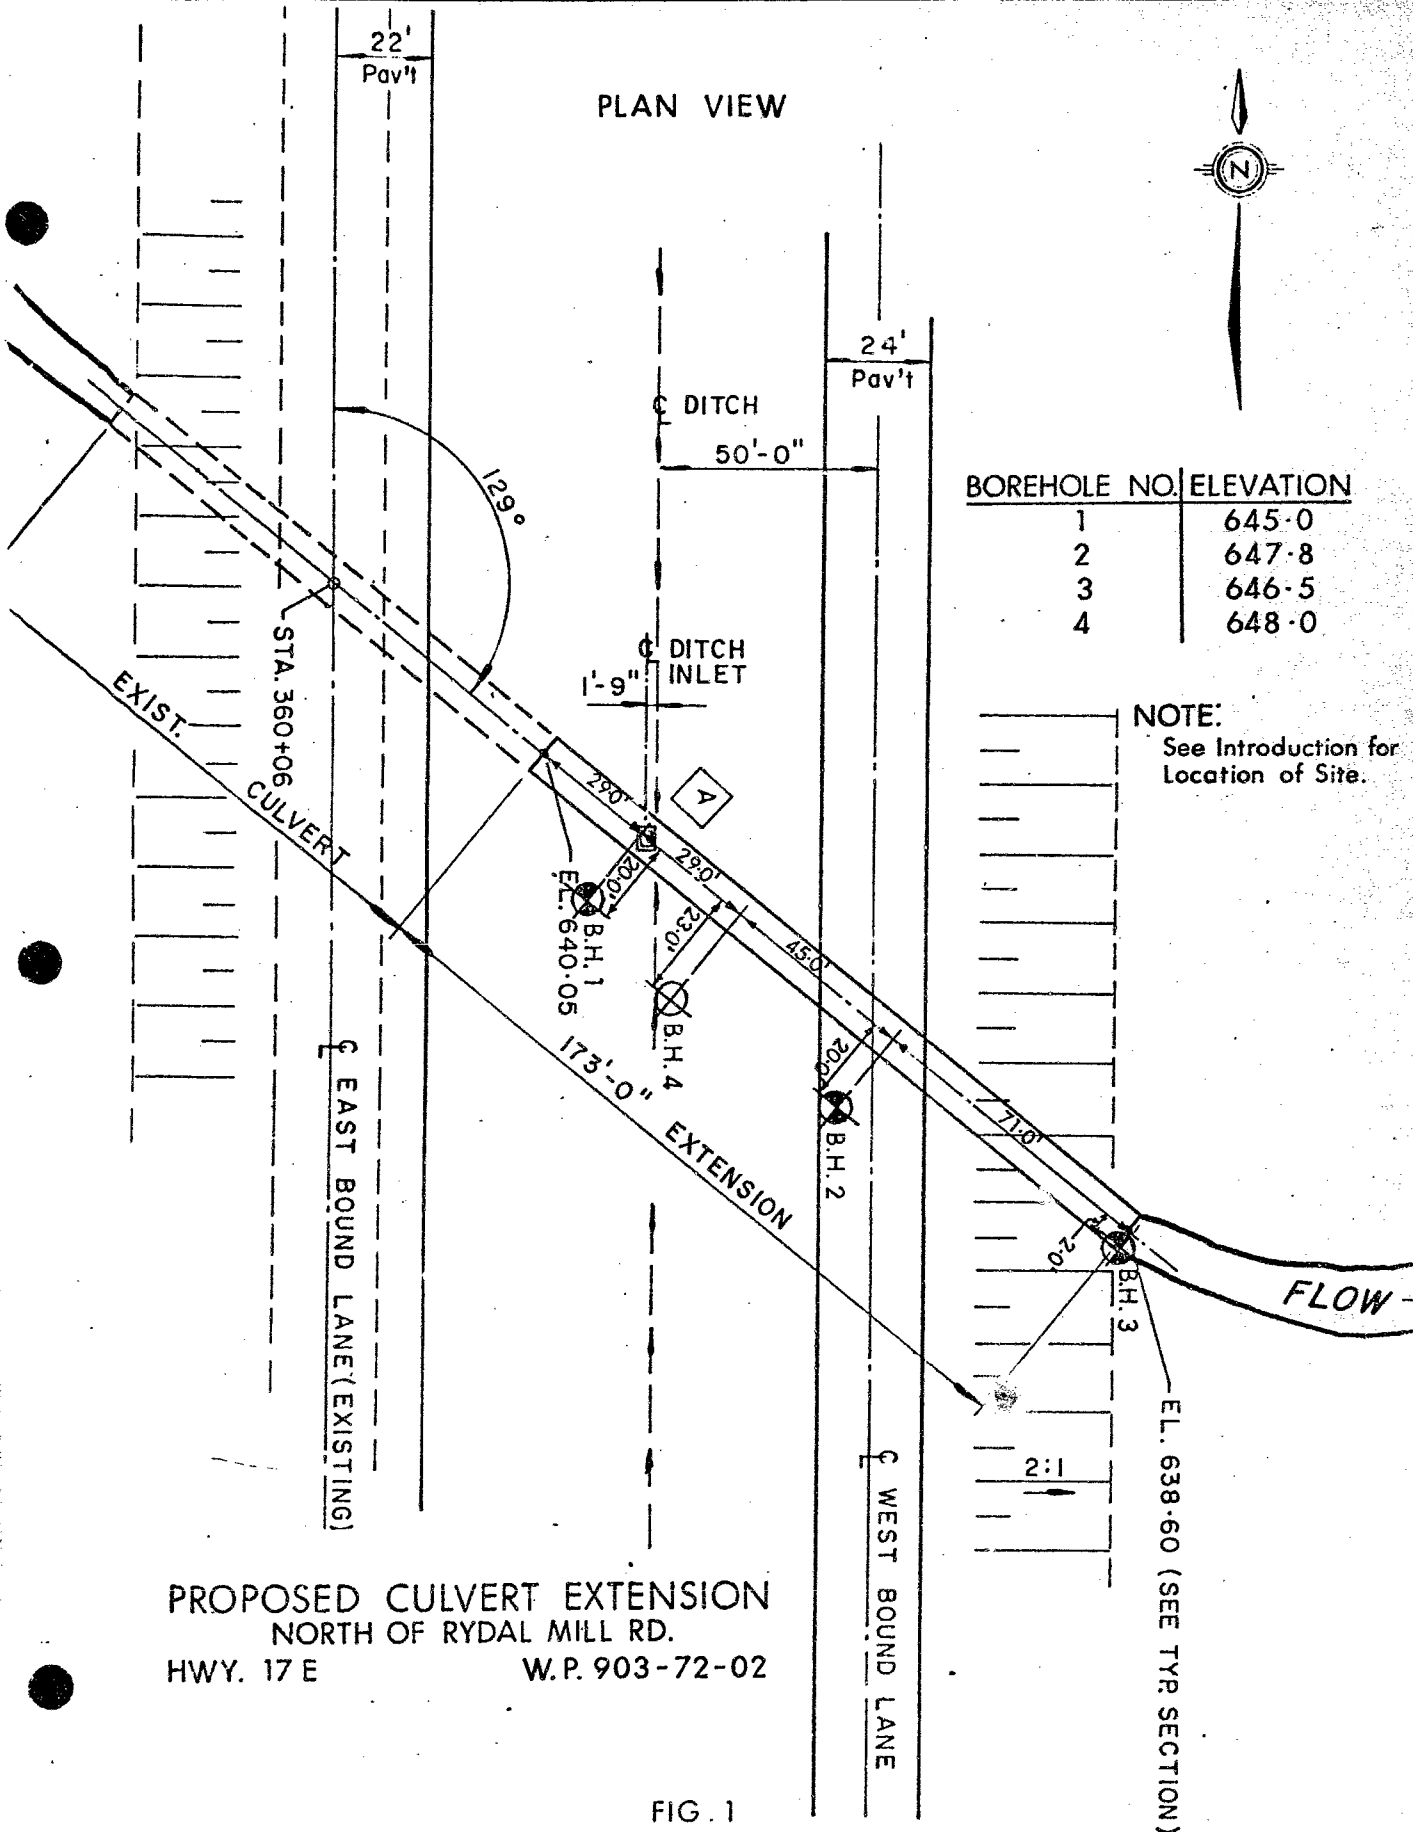 22'
Pav't
PLAN VIEW
N
24'
Pav't
C DITCH
50'-0"
129°
BOREHOLE NO. ELEVATION
1 645·0
2 647·8
3 646·5
4 648·0
C DITCH
INLET
1'-9"
STA. 360+06
NOTE:
See Introduction for
Location of Site.
EXIST. CULVERT
29·0'
A
29·0'
20·0'
23·0'
45·0'
EL. 640·05
B.H. 1
B.H. 4
20·0'
B.H. 2
71·0'
2·0'
B.H. 3
173'-0" EXTENSION
FLOW
C EAST BOUND LANE (EXISTING)
C WEST BOUND LANE
2:1
EL. 638·60 (SEE TYP. SECTION)
PROPOSED CULVERT EXTENSION
NORTH OF RYDAL MILL RD.
HWY. 17 E W.P. 903-72-02
FIG. 1